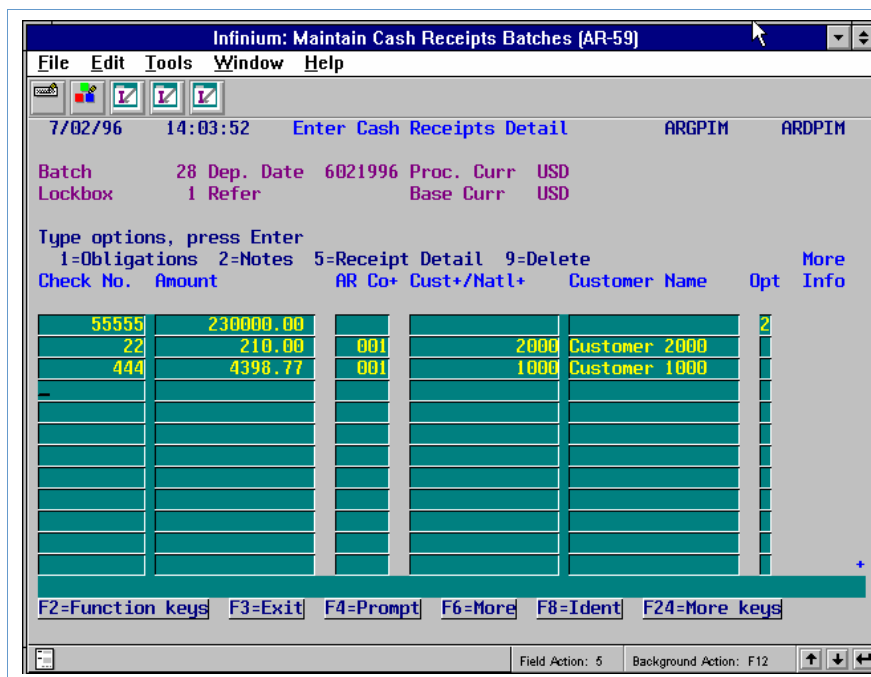 Infinium: Maintain Cash Receipts Batches (AR-59)
File Edit Tools Window Help
7/02/96 14:03:52 Enter Cash Receipts Detail ARGPIM ARDPIM
Batch 28 Dep. Date 6021996 Proc. Curr USD
Lockbox 1 Refer Base Curr USD
Type options, press Enter
1=Obligations 2=Notes 5=Receipt Detail 9=Delete More
Check No. Amount AR Co+ Cust+/Natl+ Customer Name Opt Info
55555 230000.00 2
22 210.00 001 2000 Customer 2000
444 4398.77 001 1000 Customer 1000
+
F2=Function keys F3=Exit F4=Prompt F6=More F8=Ident F24=More keys
Field Action: 5 Background Action: F12